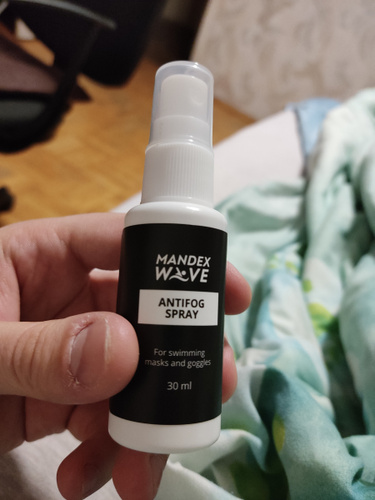 MANDEX
WAVE
ANTIFOG
SPRAY
For swimming
masks and goggles
30 ml